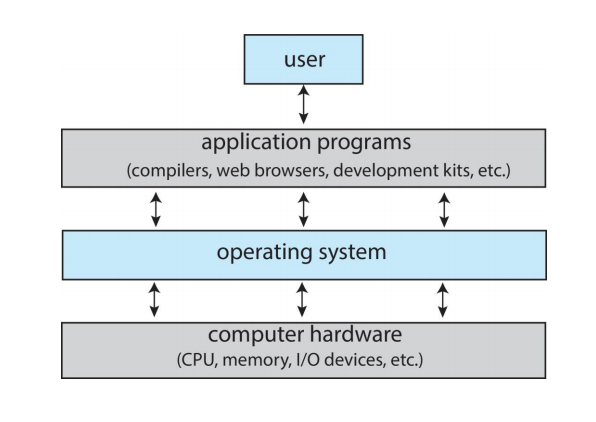 user
application programs
(compilers, web browsers, development kits, etc.)
operating system
computer hardware
(CPU, memory, I/O devices, etc.)